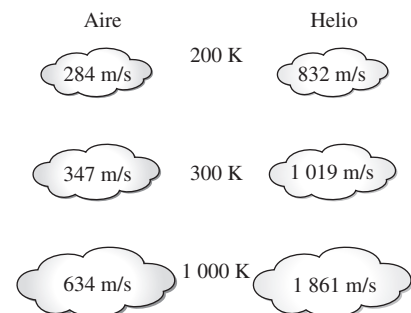 Aire Helio
200 K
284 m/s 832 m/s
347 m/s 300 K 1 019 m/s
1 000 K
634 m/s 1 861 m/s